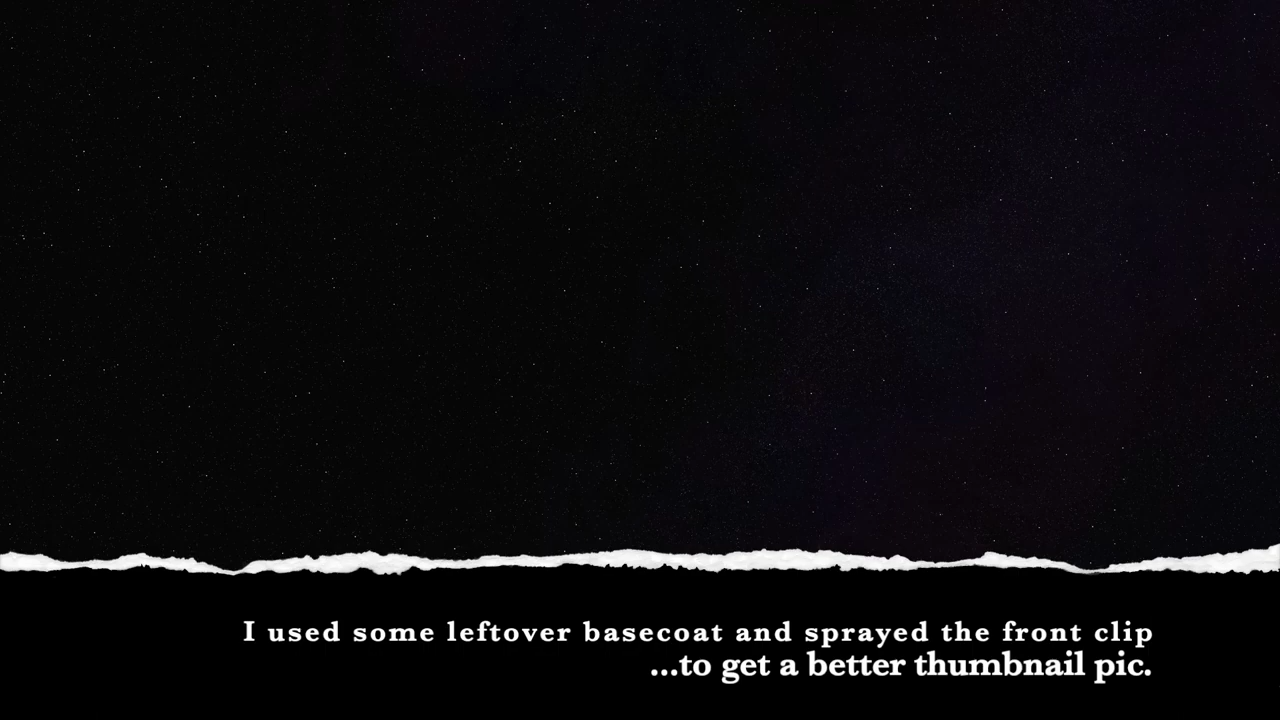 I used some leftover basecoat and sprayed the front clip
...to get a better thumbnail pic.